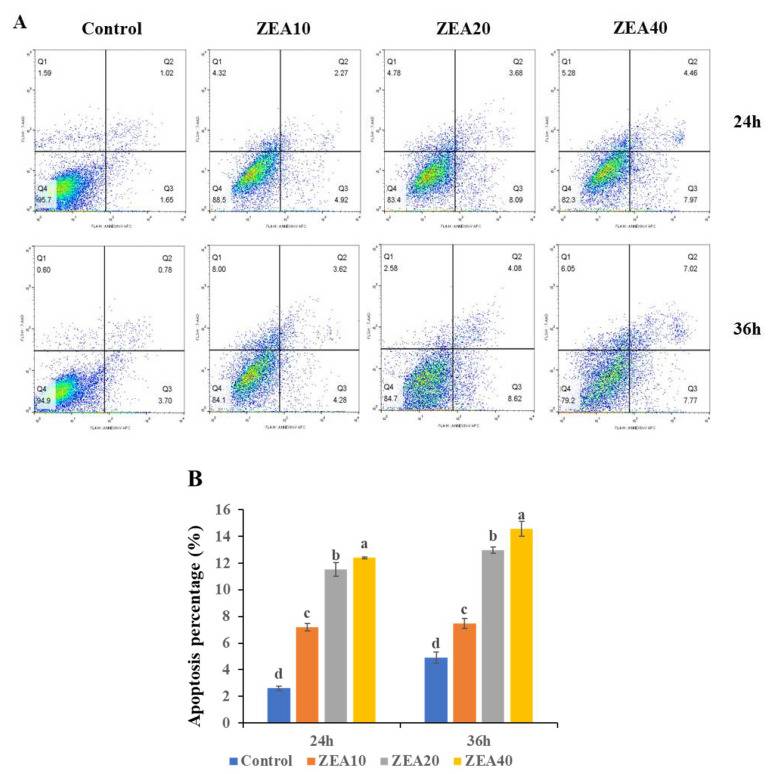 A
Control
ZEA10
ZEA20
ZEA40
Q1
1.59
Q2
1.02
Q4
95.7
Q3
1.65
Q1
4.32
Q2
2.27
Q4
88.5
Q3
4.92
Q1
4.78
Q2
3.68
Q4
83.4
Q3
8.09
Q1
5.28
Q2
4.46
Q4
82.3
Q3
7.97
24h
Q1
0.60
Q2
0.78
Q4
94.9
Q3
3.70
Q1
8.00
Q2
3.62
Q4
84.1
Q3
4.28
Q1
2.58
Q2
4.08
Q4
84.7
Q3
8.62
Q1
6.05
Q2
7.02
Q4
79.2
Q3
7.77
36h
B
Apoptosis percentage (%)
16
14
12
10
8
6
4
2
0
d
c
b
a
d
c
b
a
24h
36h
Control
ZEA10
ZEA20
ZEA40